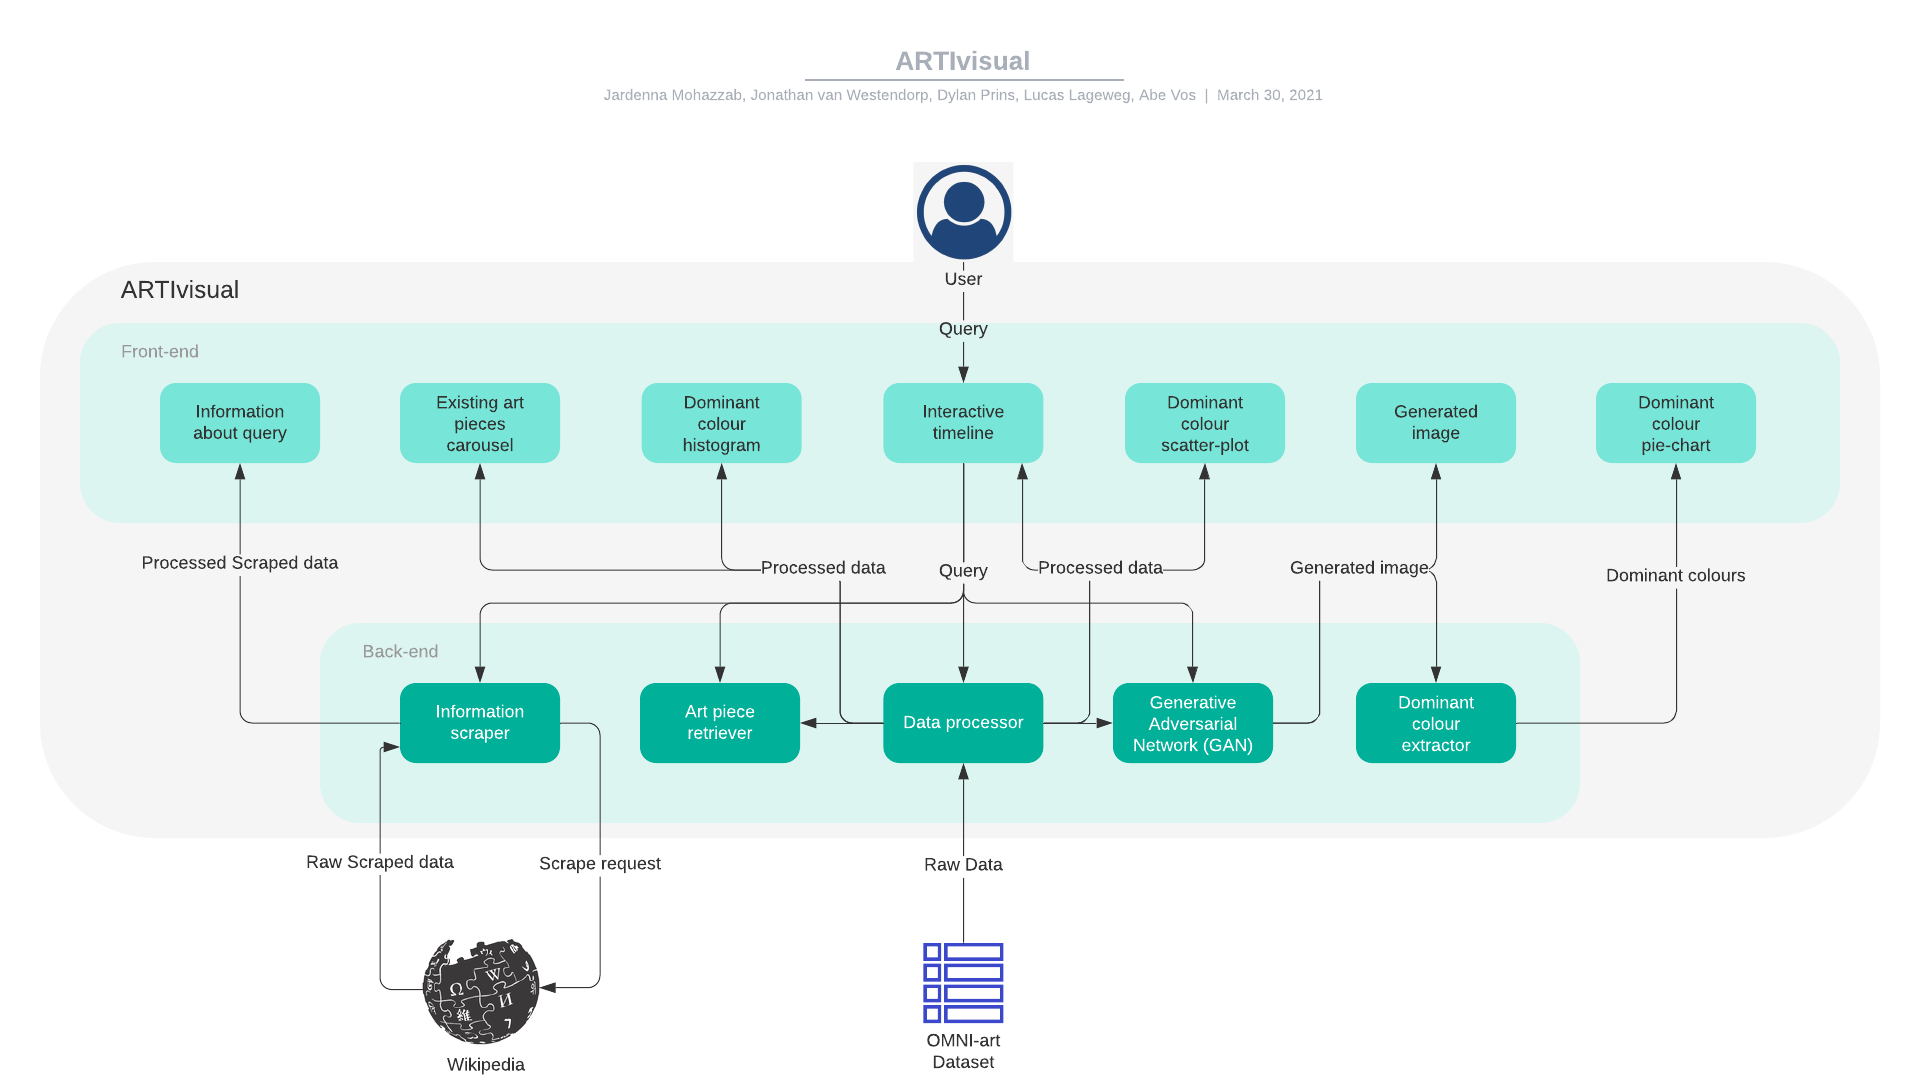 ARTIvisual
Jardenna Mohazzab, Jonathan van Westendorp, Dylan Prins, Lucas Lageweg, Abe Vos | March 30, 2021
User
ARTIvisual
Query
Front-end
Information
about query
Existing art
pieces
carousel
Dominant
colour
histogram
Interactive
timeline
Dominant
colour
scatter-plot
Generated
image
Dominant
colour
pie-chart
Processed Scraped data
Processed data
Query
Processed data
Generated image
Dominant colours
Back-end
Information
scraper
Art piece
retriever
Data processor
Generative
Adversarial
Network (GAN)
Dominant
colour
extractor
Raw Scraped data
Scrape request
Raw Data
W
Ω
И
維
Wikipedia
OMNI-art
Dataset